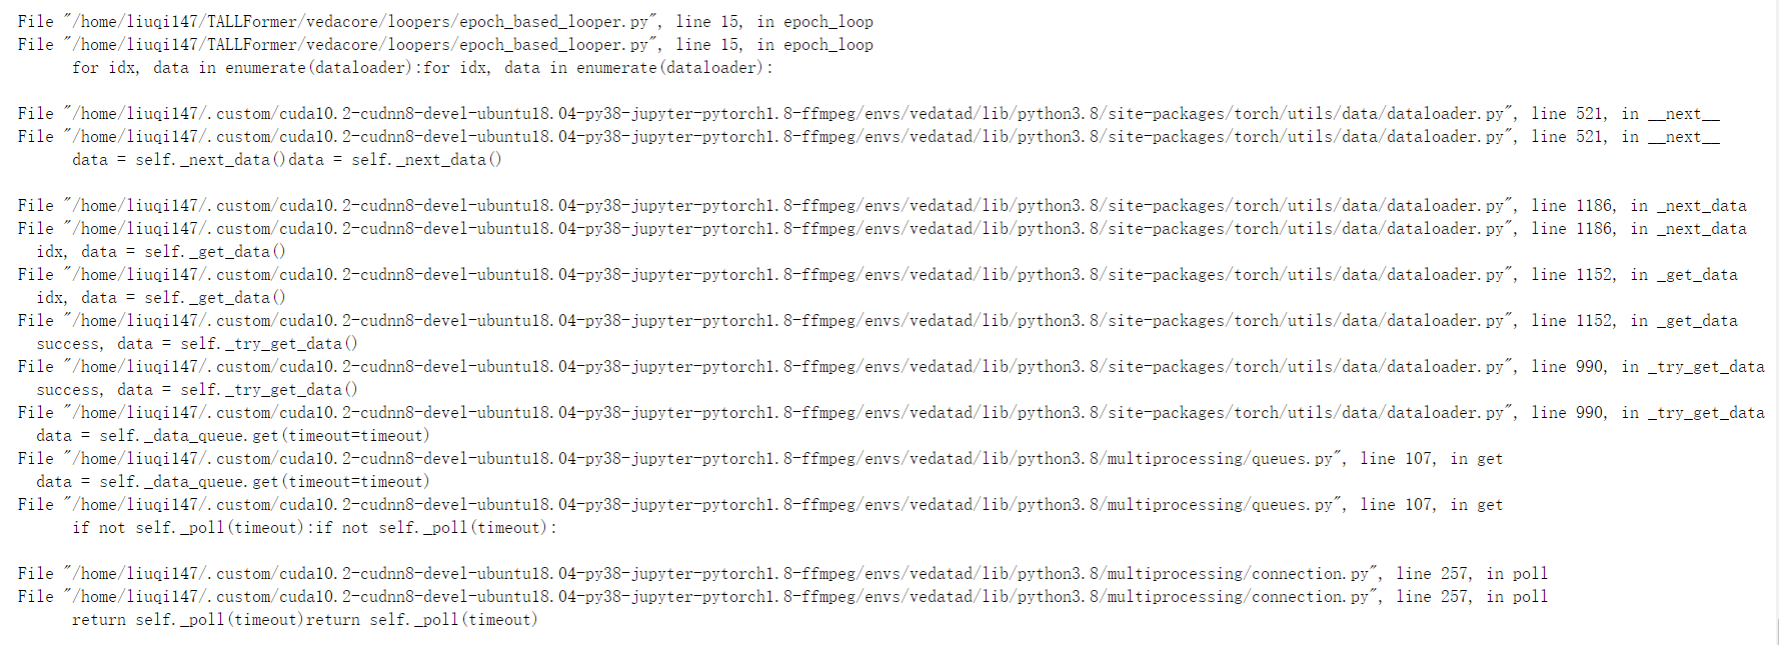 File "/home/liuqi147/TALLFormer/vedacore/loopers/epoch_based_looper.py", line 15, in epoch_loop
File "/home/liuqi147/TALLFormer/vedacore/loopers/epoch_based_looper.py", line 15, in epoch_loop
for idx, data in enumerate(dataloader):for idx, data in enumerate(dataloader):
File "/home/liuqi147/.custom/cuda10.2-cudnn8-devel-ubuntu18.04-py38-jupyter-pytorch1.8-ffmpeg/envs/vedatad/lib/python3.8/site-packages/torch/utils/data/dataloader.py", line 521, in __next__
File "/home/liuqi147/.custom/cuda10.2-cudnn8-devel-ubuntu18.04-py38-jupyter-pytorch1.8-ffmpeg/envs/vedatad/lib/python3.8/site-packages/torch/utils/data/dataloader.py", line 521, in __next__
data = self._next_data()data = self._next_data()
File "/home/liuqi147/.custom/cuda10.2-cudnn8-devel-ubuntu18.04-py38-jupyter-pytorch1.8-ffmpeg/envs/vedatad/lib/python3.8/site-packages/torch/utils/data/dataloader.py", line 1186, in _next_data
File "/home/liuqi147/.custom/cuda10.2-cudnn8-devel-ubuntu18.04-py38-jupyter-pytorch1.8-ffmpeg/envs/vedatad/lib/python3.8/site-packages/torch/utils/data/dataloader.py", line 1186, in _next_data
idx, data = self._get_data()
File "/home/liuqi147/.custom/cuda10.2-cudnn8-devel-ubuntu18.04-py38-jupyter-pytorch1.8-ffmpeg/envs/vedatad/lib/python3.8/site-packages/torch/utils/data/dataloader.py", line 1152, in _get_data
idx, data = self._get_data()
File "/home/liuqi147/.custom/cuda10.2-cudnn8-devel-ubuntu18.04-py38-jupyter-pytorch1.8-ffmpeg/envs/vedatad/lib/python3.8/site-packages/torch/utils/data/dataloader.py", line 1152, in _get_data
success, data = self._try_get_data()
File "/home/liuqi147/.custom/cuda10.2-cudnn8-devel-ubuntu18.04-py38-jupyter-pytorch1.8-ffmpeg/envs/vedatad/lib/python3.8/site-packages/torch/utils/data/dataloader.py", line 990, in _try_get_data
success, data = self._try_get_data()
File "/home/liuqi147/.custom/cuda10.2-cudnn8-devel-ubuntu18.04-py38-jupyter-pytorch1.8-ffmpeg/envs/vedatad/lib/python3.8/site-packages/torch/utils/data/dataloader.py", line 990, in _try_get_data
data = self._data_queue.get(timeout=timeout)
File "/home/liuqi147/.custom/cuda10.2-cudnn8-devel-ubuntu18.04-py38-jupyter-pytorch1.8-ffmpeg/envs/vedatad/lib/python3.8/multiprocessing/queues.py", line 107, in get
data = self._data_queue.get(timeout=timeout)
File "/home/liuqi147/.custom/cuda10.2-cudnn8-devel-ubuntu18.04-py38-jupyter-pytorch1.8-ffmpeg/envs/vedatad/lib/python3.8/multiprocessing/queues.py", line 107, in get
if not self._poll(timeout):if not self._poll(timeout):
File "/home/liuqi147/.custom/cuda10.2-cudnn8-devel-ubuntu18.04-py38-jupyter-pytorch1.8-ffmpeg/envs/vedatad/lib/python3.8/multiprocessing/connection.py", line 257, in poll
File "/home/liuqi147/.custom/cuda10.2-cudnn8-devel-ubuntu18.04-py38-jupyter-pytorch1.8-ffmpeg/envs/vedatad/lib/python3.8/multiprocessing/connection.py", line 257, in poll
return self._poll(timeout)return self._poll(timeout)